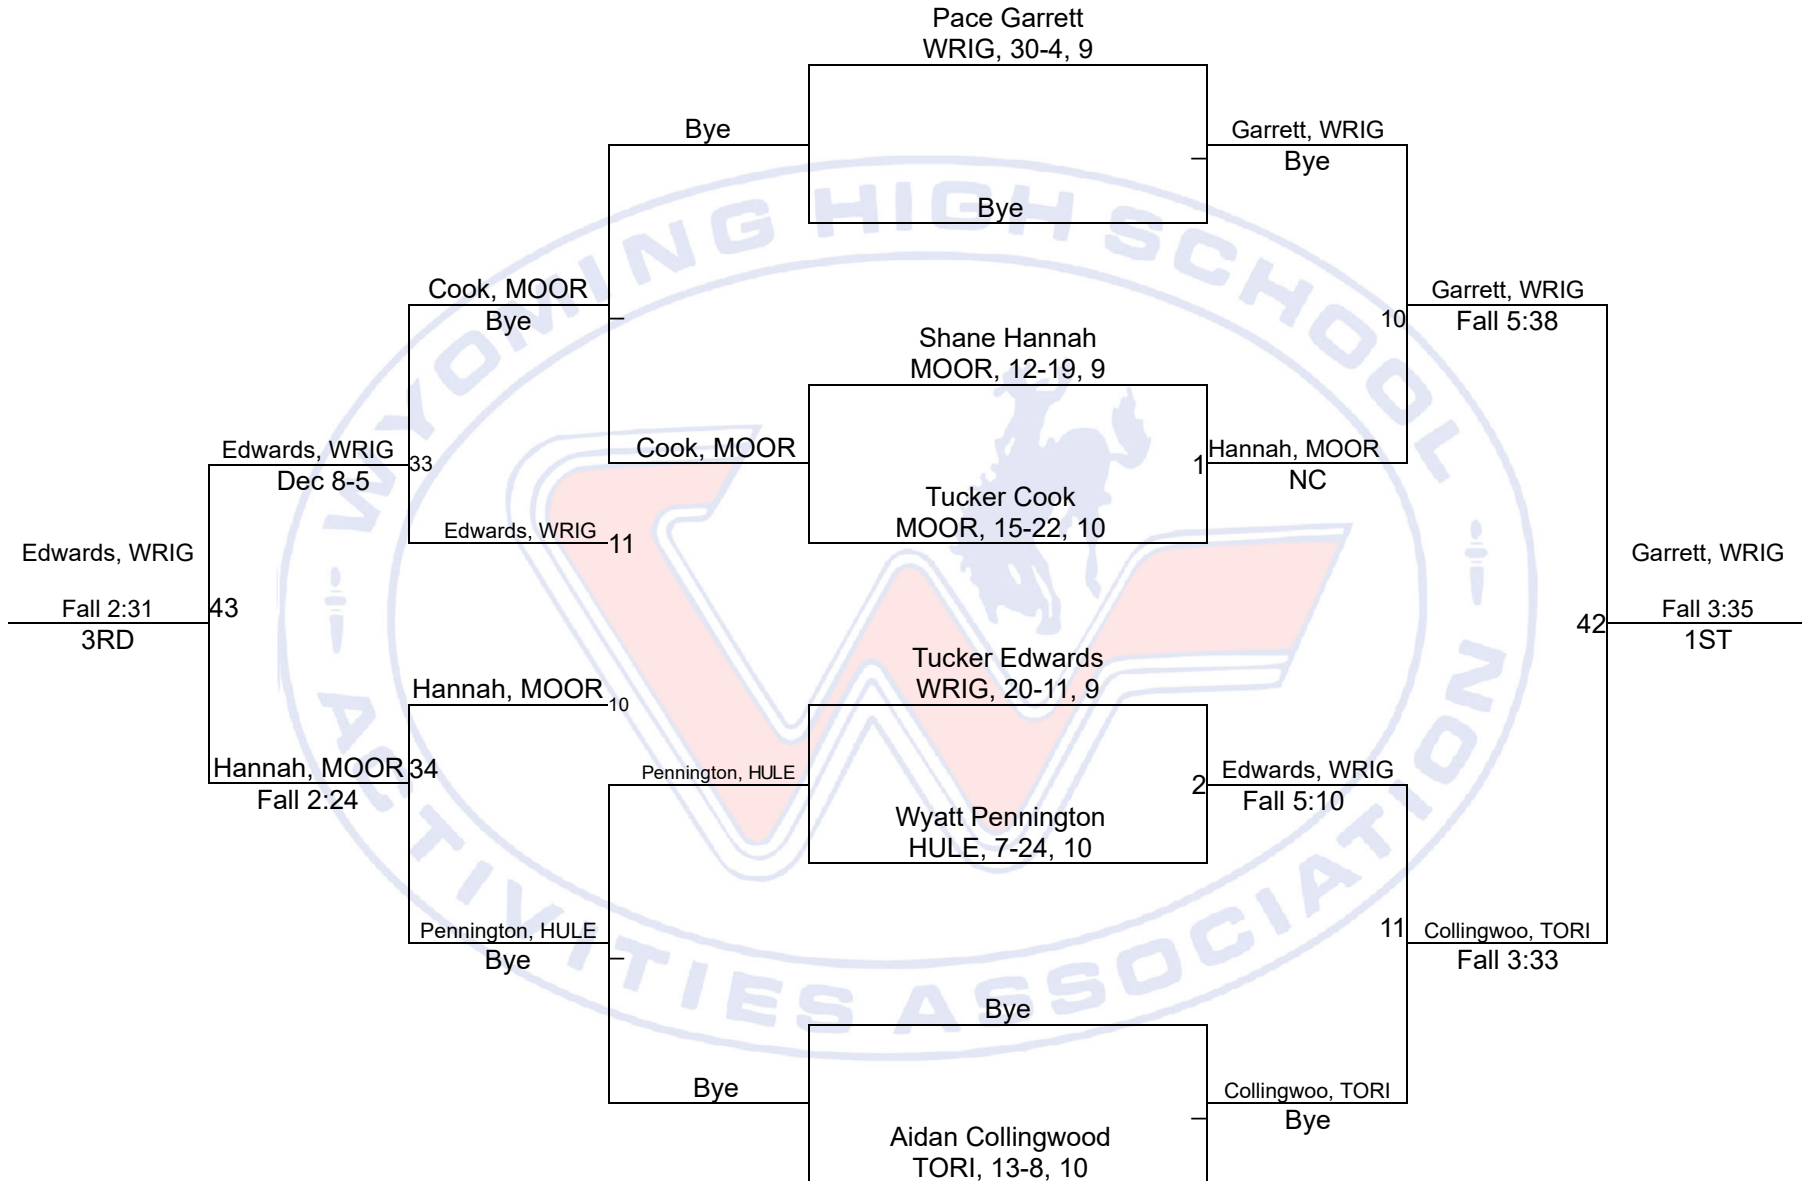 Pace Garrett
WRIG, 30-4, 9
Bye
Garrett, WRIG
Bye
Bye
WYOMING HIGH SCHOOL
ACTIVITIES ASSOCIATION
Cook, MOOR
Bye
Garrett, WRIG
10
Fall 5:38
Shane Hannah
MOOR, 12-19, 9
Edwards, WRIG
33
Dec 8-5
Cook, MOOR
1
Hannah, MOOR
NC
Tucker Cook
MOOR, 15-22, 10
Edwards, WRIG
11
Edwards, WRIG
43
Fall 2:31
3RD
Garrett, WRIG
42
Fall 3:35
1ST
Tucker Edwards
WRIG, 20-11, 9
Hannah, MOOR
10
Hannah, MOOR
34
Fall 2:24
Pennington, HULE
2
Edwards, WRIG
Fall 5:10
Wyatt Pennington
HULE, 7-24, 10
Pennington, HULE
Bye
11
Collingwoo, TORI
Fall 3:33
Bye
Bye
Collingwoo, TORI
Bye
Aidan Collingwood
TORI, 13-8, 10